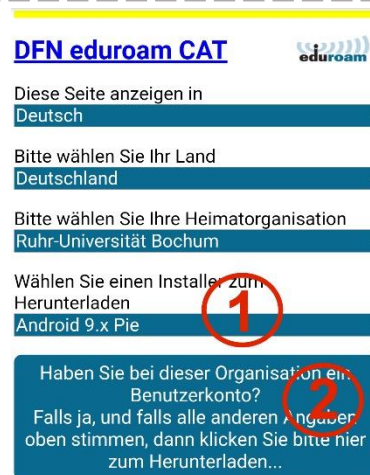 DFN eduroam CAT
eduroam
Diese Seite anzeigen in
Deutsch
Bitte wählen Sie Ihr Land
Deutschland
Bitte wählen Sie Ihre Heimatorganisation
Ruhr-Universität Bochum
Wählen Sie einen Installer zum
Herunterladen
1
Android 9.x Pie
Haben Sie bei dieser Organisation ein
Benutzerkonto?
2
Falls ja, und falls alle anderen Angaben
oben stimmen, dann klicken Sie bitte hier
zum Herunterladen...